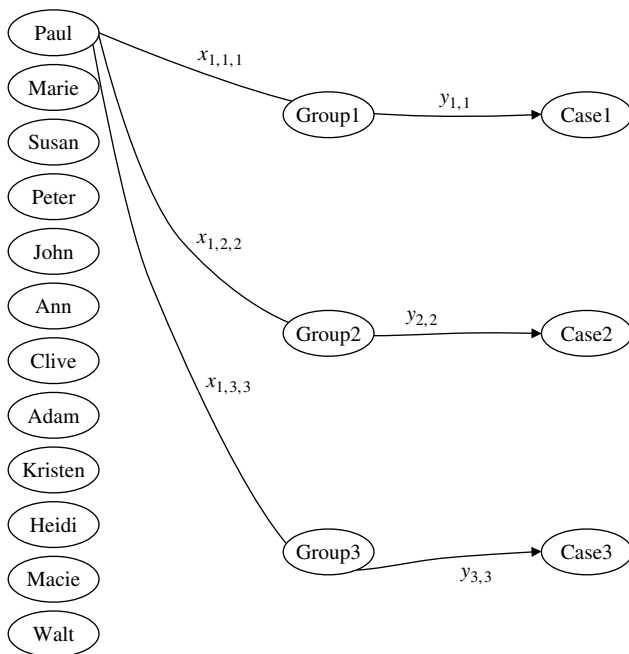 Paul
Marie
Susan
Peter
John
Ann
Clive
Adam
Kristen
Heidi
Macie
Walt
x1,1,1
x1,2,2
x1,3,3
Group1
Group2
Group3
y1,1
y2,2
y3,3
Case1
Case2
Case3